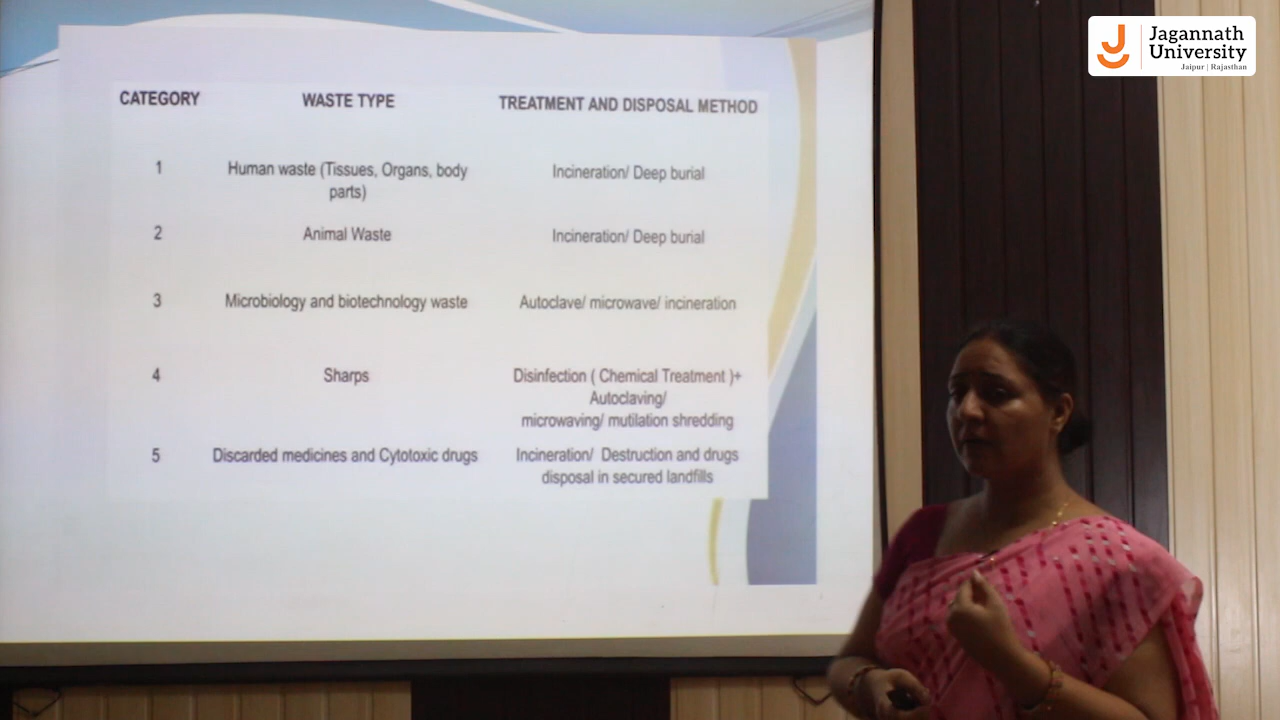 Jagannath
University
Jaipur | Rajasthan
CATEGORY WASTE TYPE TREATMENT AND DISPOSAL METHOD
1 Human waste (Tissues, Organs, body Incineration/ Deep burial
parts)
2 Animal Waste Incineration/ Deep burial
3 Microbiology and biotechnology waste Autoclave/ microwave/ incineration
4 Sharps Disinfection ( Chemical Treatment )+
Autoclaving/
microwaving/ mutilation shredding
5 Discarded medicines and Cytotoxic drugs Incineration/ Destruction and drugs
disposal in secured landfills